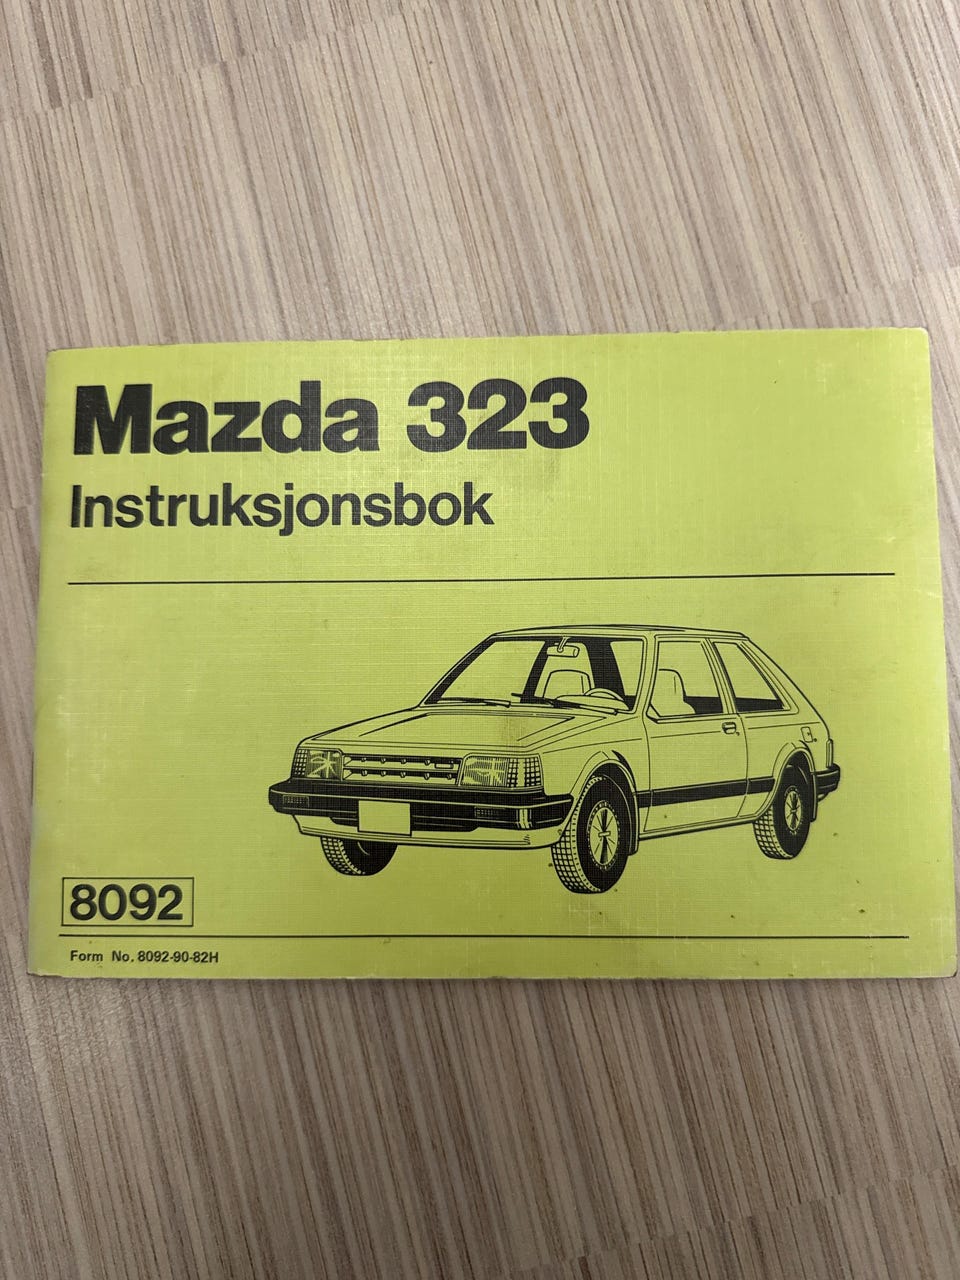 Mazda 323
Instruksjonsbok
8092
Form No. 8092-90-82H